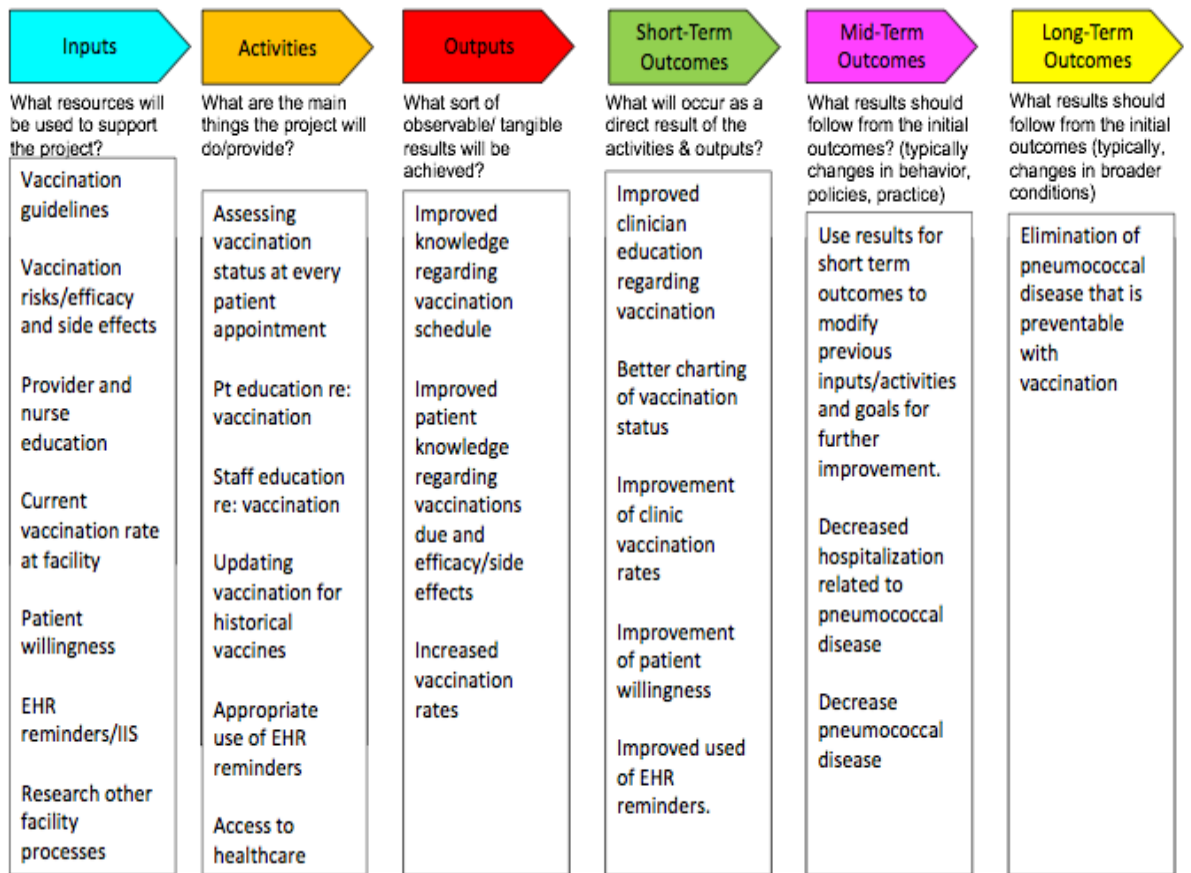 Inputs
Activities
Outputs
Short-Term
Outcomes
Mid-Term
Outcomes
Long-Term
Outcomes
What resources will
be used to support
the project?
Vaccination
guidelines
Vaccination
risks/efficacy
and side effects
Provider and
nurse
education
Current
vaccination rate
at facility
Patient
willingness
EHR
reminders/IIS
Research other
facility
processes
What are the main
things the project will
do/provide?
Assessing
vaccination
status at every
patient
appointment
Pt education re:
vaccination
Staff education
re: vaccination
Updating
vaccination for
historical
vaccines
Appropriate
use of EHR
reminders
Access to
healthcare
What sort of
observable/ tangible
results will be
achieved?
Improved
knowledge
regarding
vaccination
schedule
Improved
patient
knowledge
regarding
vaccinations
due and
efficacy/side
effects
Increased
vaccination
rates
What will occur as a
direct result of the
activities & outputs?
Improved
clinician
education
regarding
vaccination
Better charting
of vaccination
status
Improvement
of clinic
vaccination
rates
Improvement
of patient
willingness
Improved used
of EHR
reminders.
What results should
follow from the initial
outcomes? (typically
changes in behavior,
policies, practice)
Use results for
short term
outcomes to
modify
previous
inputs/activities
and goals for
further
improvement.
Decreased
hospitalization
related to
pneumococcal
disease
Decrease
pneumococcal
disease
What results should
follow from the initial
outcomes (typically,
changes in broader
conditions)
Elimination of
pneumococcal
disease that is
preventable
with
vaccination